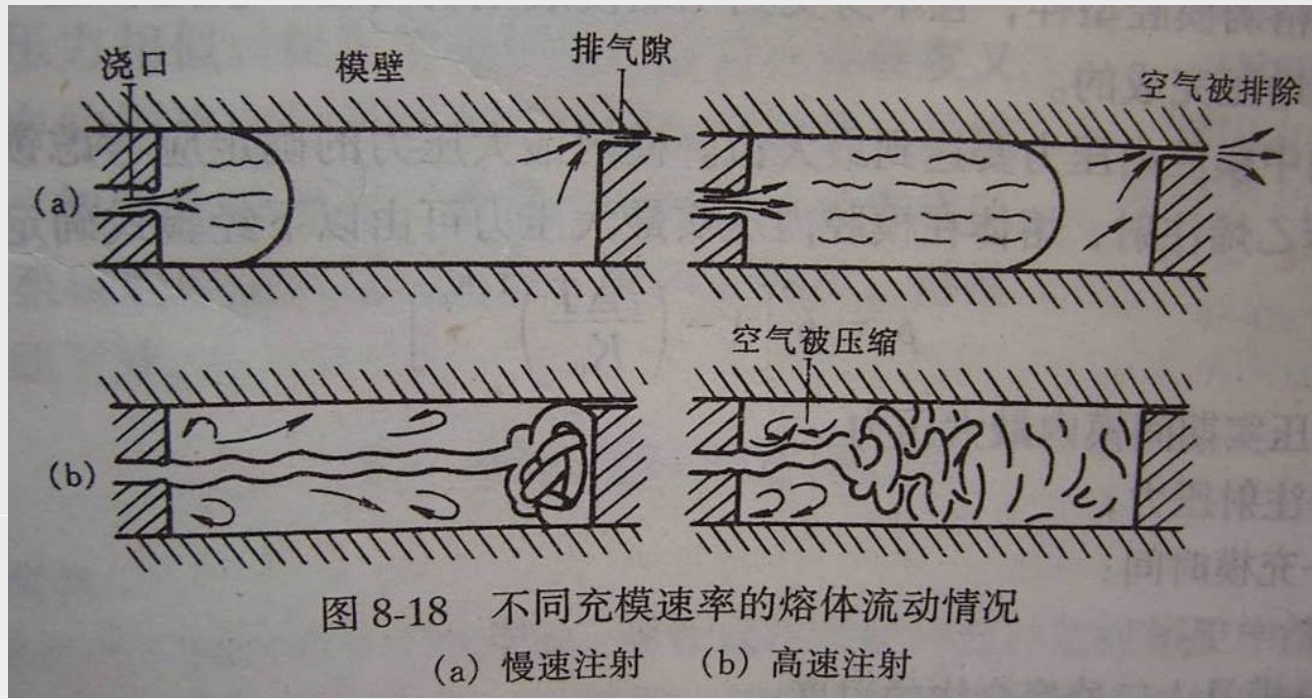 浇口
模壁
排气隙
空气被排除
(a)
空气被压缩
(b)
图 8-18 不同充模速率的熔体流动情况
(a) 慢速注射 (b) 高速注射